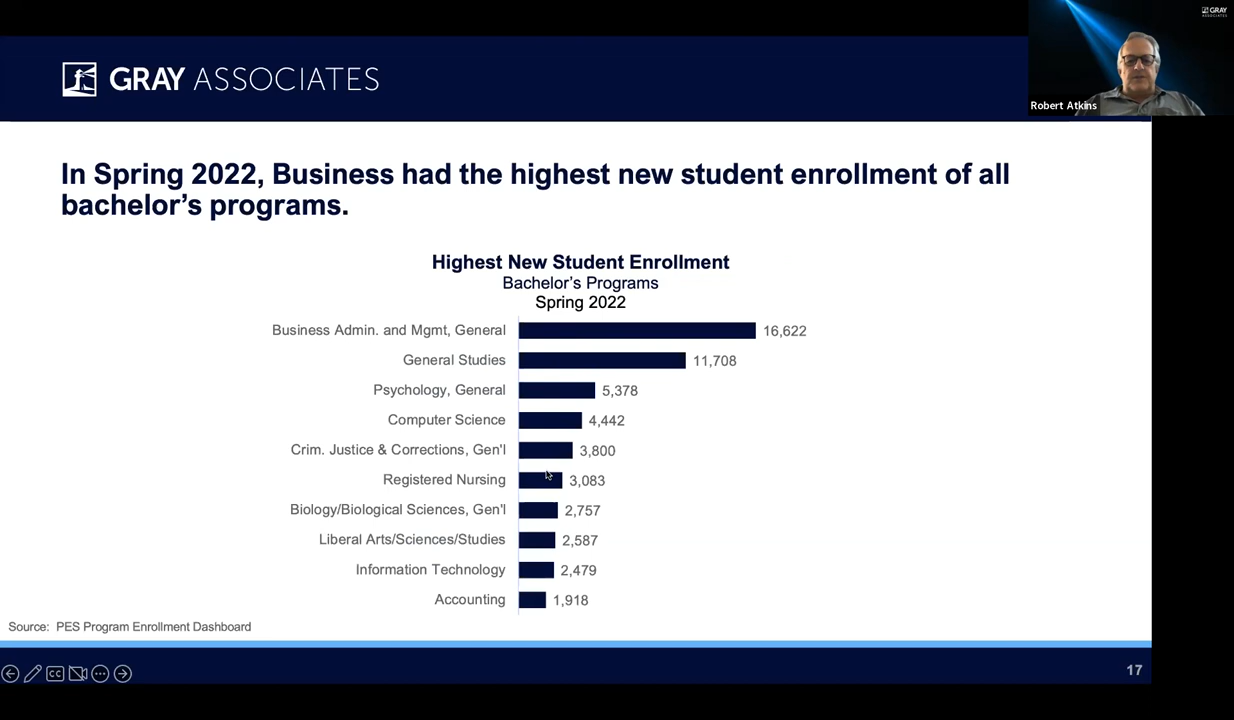 GRAY ASSOCIATES
GRAY
ASSOCIATES
Robert Atkins
In Spring 2022, Business had the highest new student enrollment of all
bachelor's programs.
Highest New Student Enrollment
Bachelor's Programs
Spring 2022
Business Admin. and Mgmt, General 16,622
General Studies 11,708
Psychology, General 5,378
Computer Science 4,442
Crim. Justice & Corrections, Gen'l 3,800
Registered Nursing 3,083
Biology/Biological Sciences, Gen'l 2,757
Liberal Arts/Sciences/Studies 2,587
Information Technology 2,479
Accounting 1,918
Source: PES Program Enrollment Dashboard
CC
17